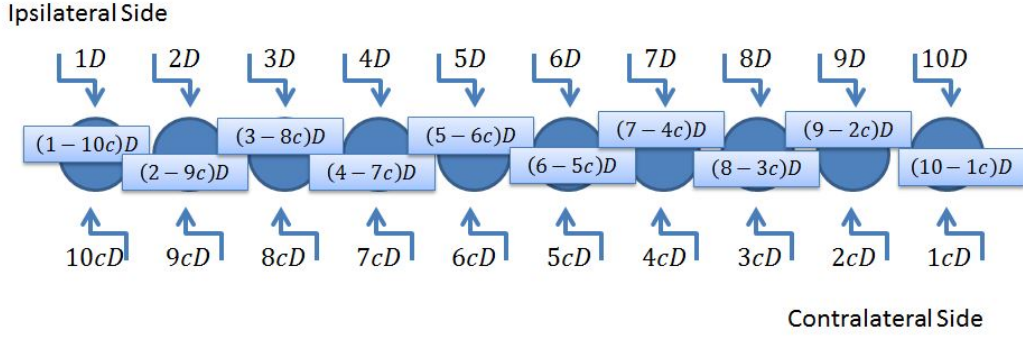 Ipsilateral Side
1D 2D 3D 4D 5D 6D 7D 8D 9D 10D
(1 − 10c)D (2 − 9c)D (3 − 8c)D (4 − 7c)D (5 − 6c)D (6 − 5c)D (7 − 4c)D (8 − 3c)D (9 − 2c)D (10 − 1c)D
10cD 9cD 8cD 7cD 6cD 5cD 4cD 3cD 2cD 1cD
Contralateral Side